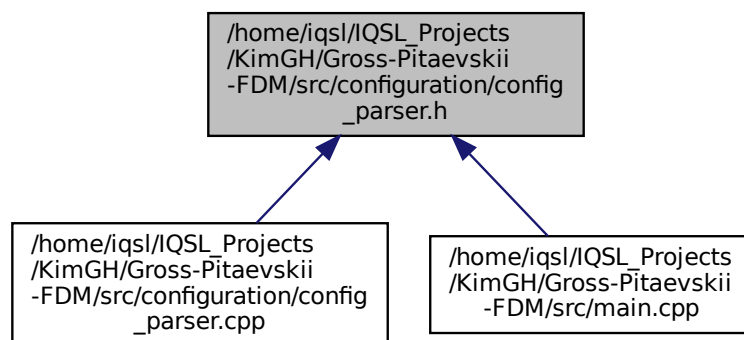 /home/iqsl/IQSL_Projects
/KimGH/Gross-Pitaevskii
-FDM/src/configuration/config
_parser.h
/home/iqsl/IQSL_Projects
/KimGH/Gross-Pitaevskii
-FDM/src/configuration/config
_parser.cpp
/home/iqsl/IQSL_Projects
/KimGH/Gross-Pitaevskii
-FDM/src/main.cpp